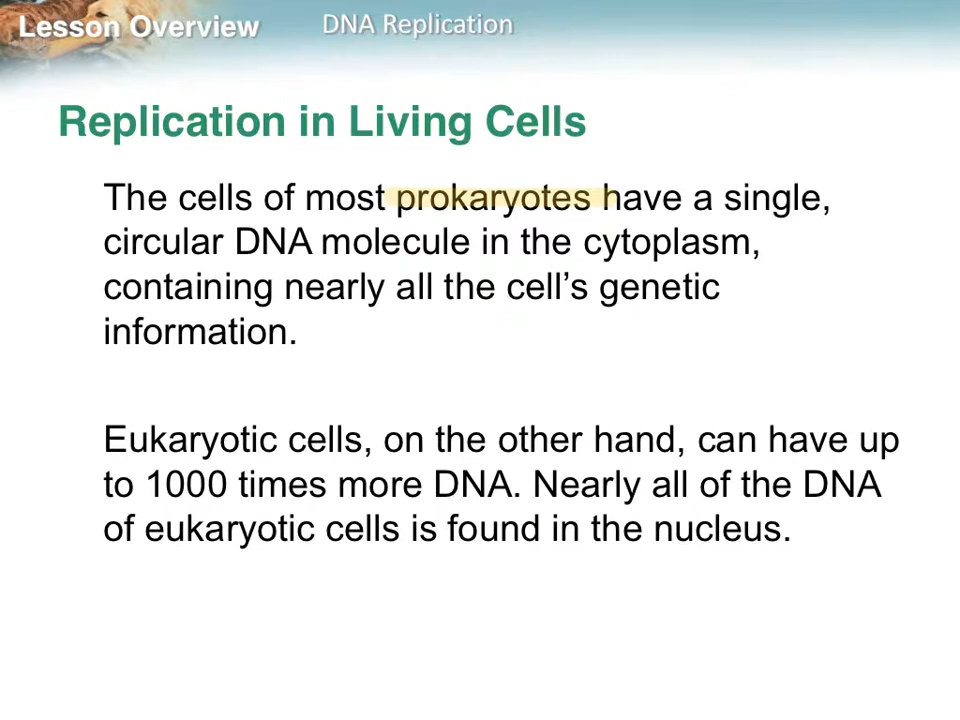 Lesson Overview DNA Replication
Replication in Living Cells
The cells of most prokaryotes have a single,
circular DNA molecule in the cytoplasm,
containing nearly all the cell’s genetic
information.
Eukaryotic cells, on the other hand, can have up
to 1000 times more DNA. Nearly all of the DNA
of eukaryotic cells is found in the nucleus.